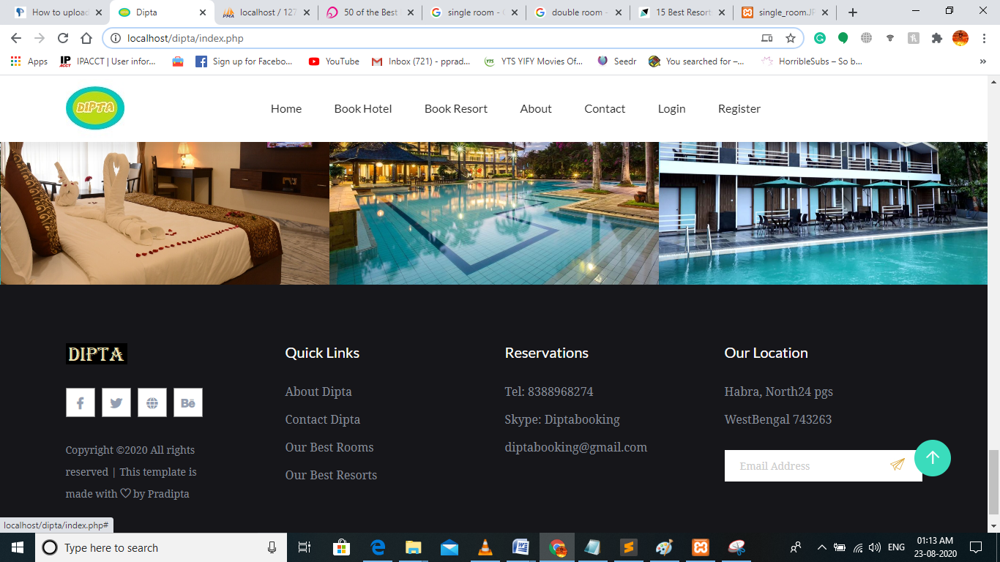 How to upload
Dipta
localhost / 127
50 of the Best
single room -
double room -
15 Best Resort
single_room.JP
localhost/dipta/index.php
Apps
IPACCT | User infor...
Sign up for Facebo...
YouTube
Inbox (721) - pprad...
YTS YIFY Movies Of...
Seedr
You searched for –...
HorribleSubs – So b...
»
DIPTA
Home
Book Hotel
Book Resort
About
Contact
Login
Register
DIPTA
Copyright ©2020 All rights
reserved | This template is
made with ♡ by Pradipta
Quick Links
About Dipta
Contact Dipta
Our Best Rooms
Our Best Resorts
Reservations
Tel: 8388968274
Skype: Diptabooking
diptabooking@gmail.com
Our Location
Habra, North24 pgs
WestBengal 743263
Email Address
localhost/dipta/index.php#
Type here to search
ENG
01:13 AM
23-08-2020